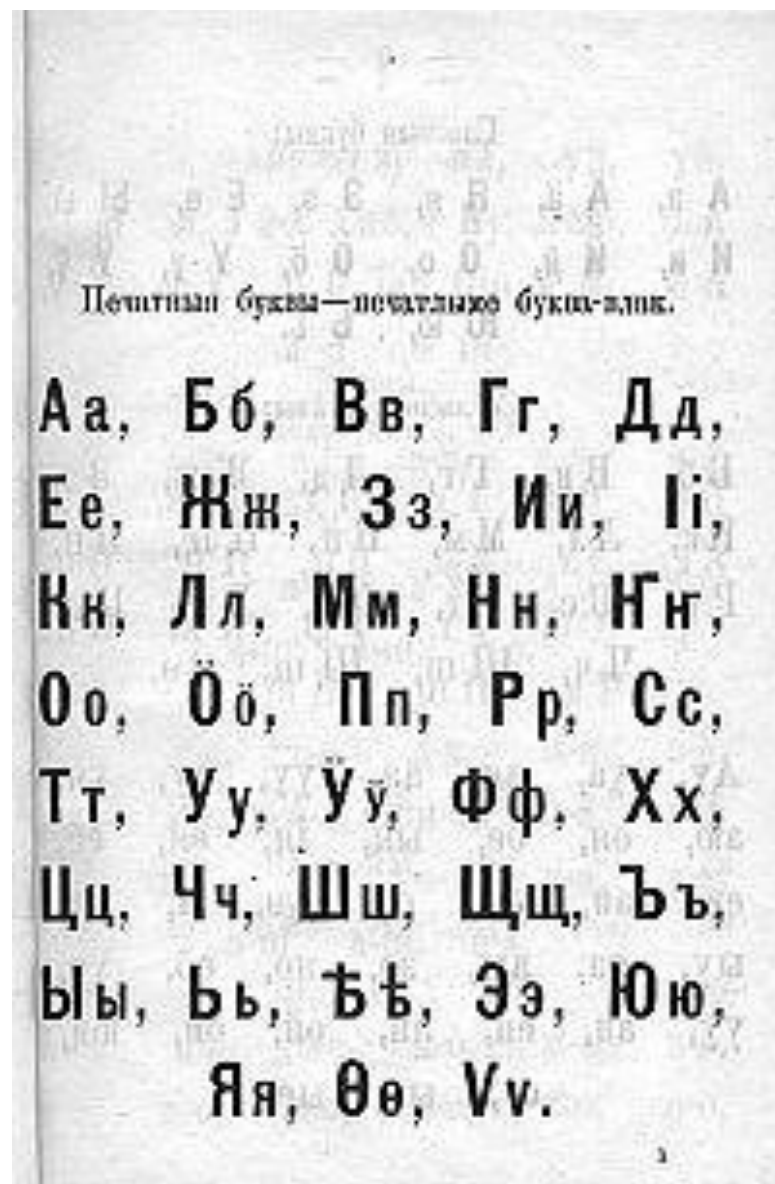 Печатныя буквы—печатлыме буква-влак.
Аа, Бб, Вв, Гг, Дд,
Ее, Жж, Зз, Ии, Іі,
Кк, Лл, Мм, Нн, Ҥҥ,
Оо, Ӧӧ, Пп, Рр, Сс,
Тт, Уу, Ӱӱ, Фф, Хх,
Цц, Чч, Шш, Щщ, Ъъ,
Ыы, Ьь, Ѣѣ, Ээ, Юю,
Яя, Ѳѳ, Ѵѵ.